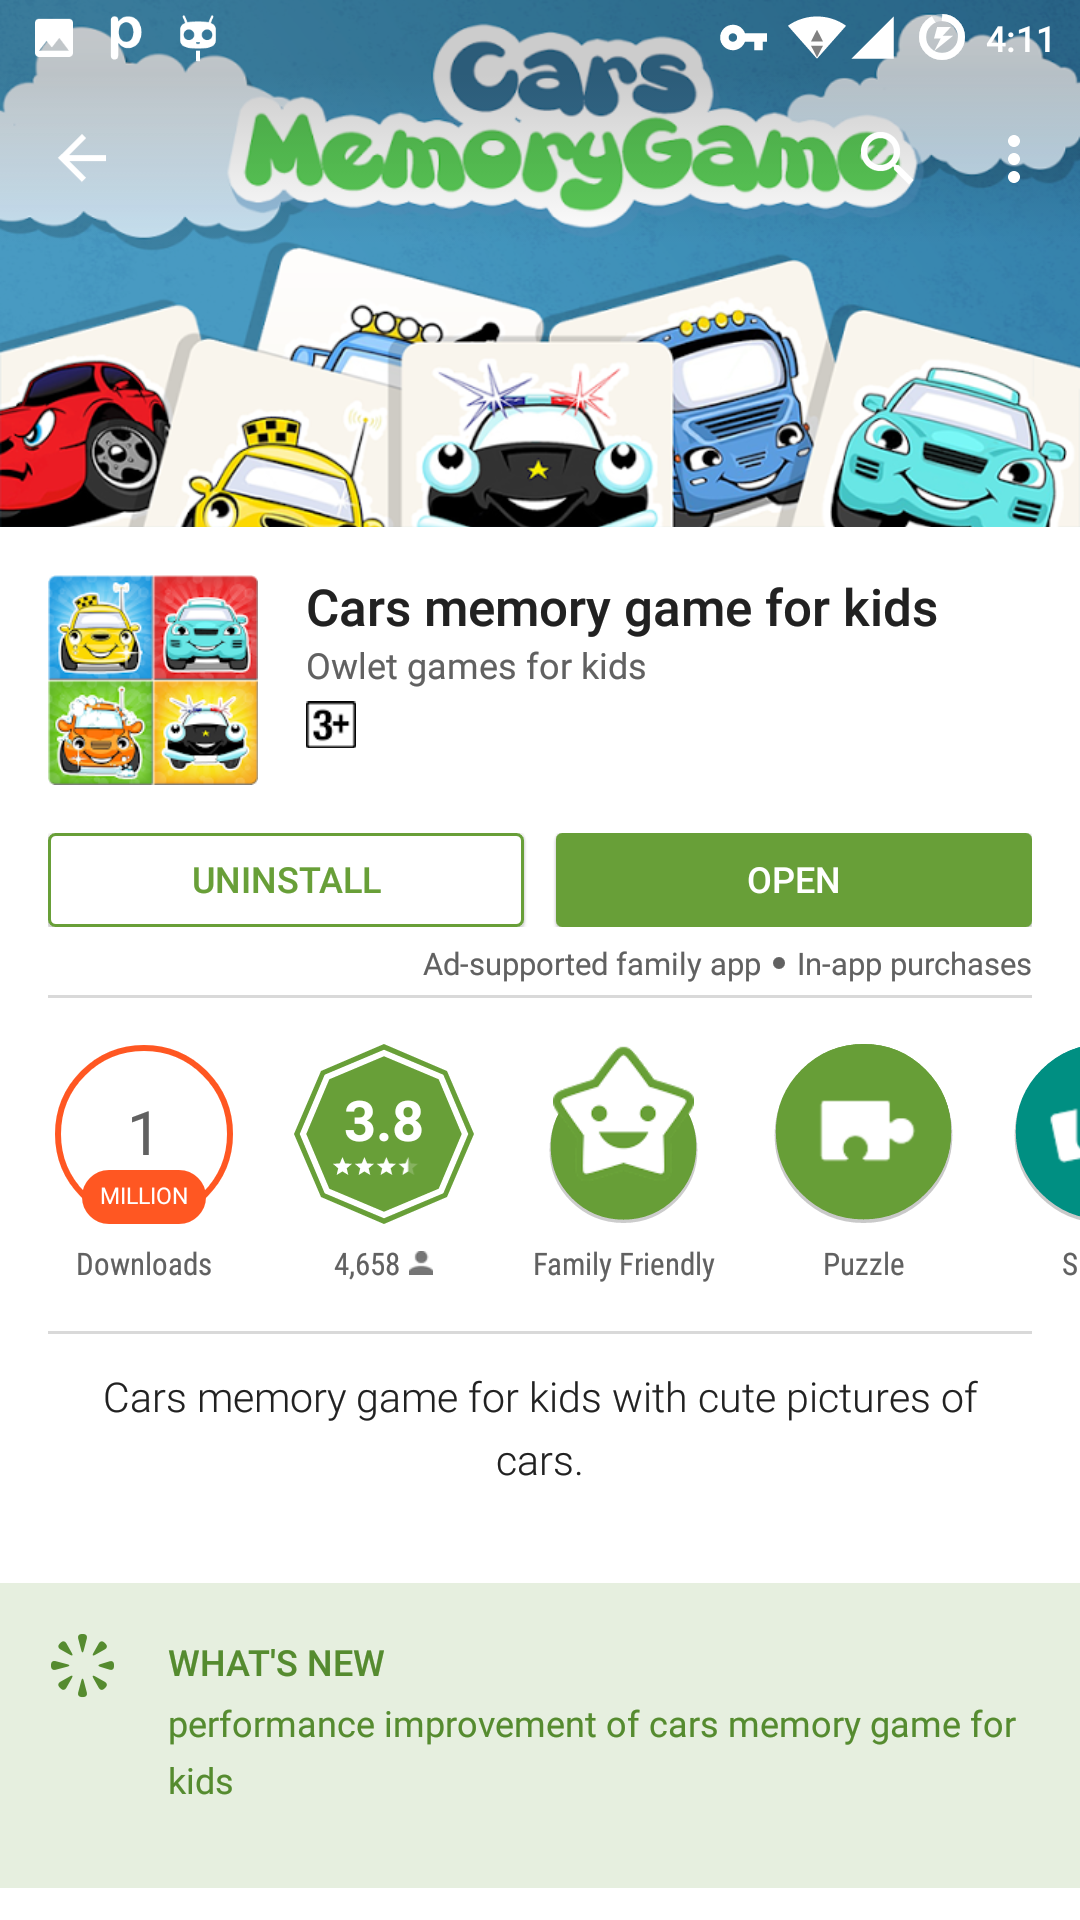 4:11
Cars
MemoryGame
Cars memory game for kids
Owlet games for kids
3+
UNINSTALL
OPEN
Ad-supported family app • In-app purchases
1
MILLION
Downloads
3.8
4,658
Family Friendly
Puzzle
S
Cars memory game for kids with cute pictures of
cars.
WHAT'S NEW
performance improvement of cars memory game for
kids